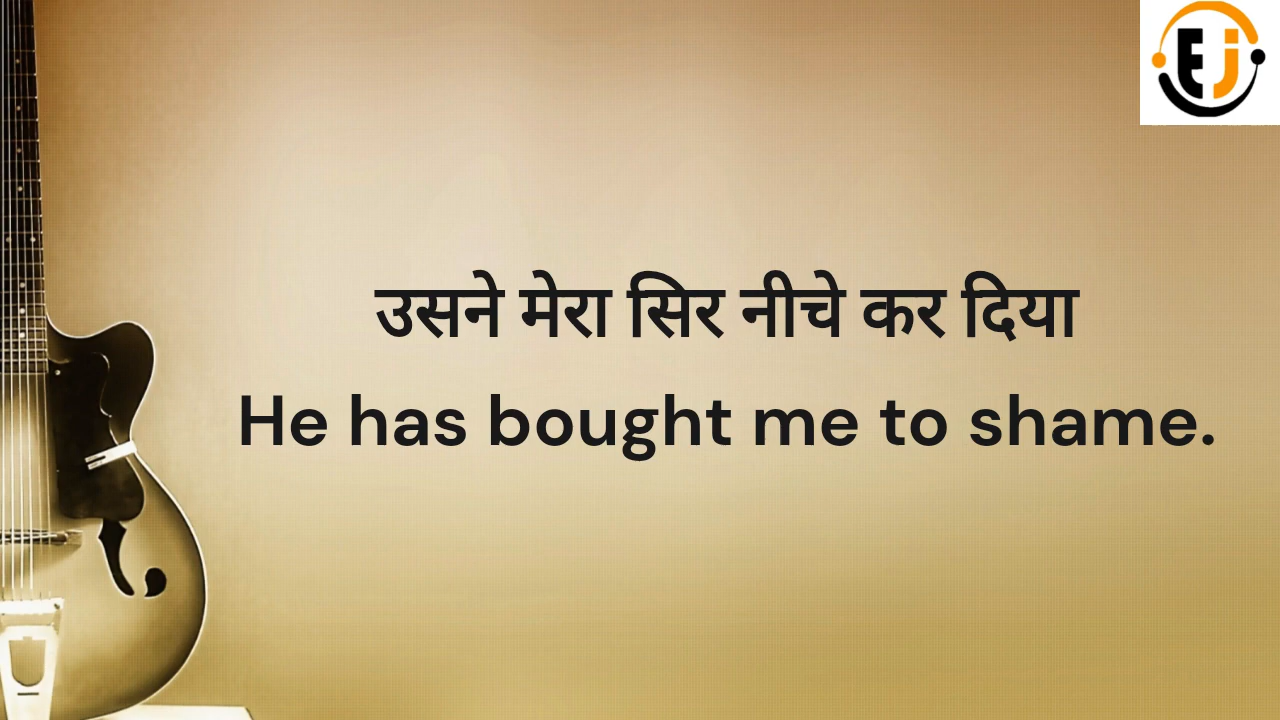 EJ
उसने मेरा सिर नीचे कर दिया
He has bought me to shame.